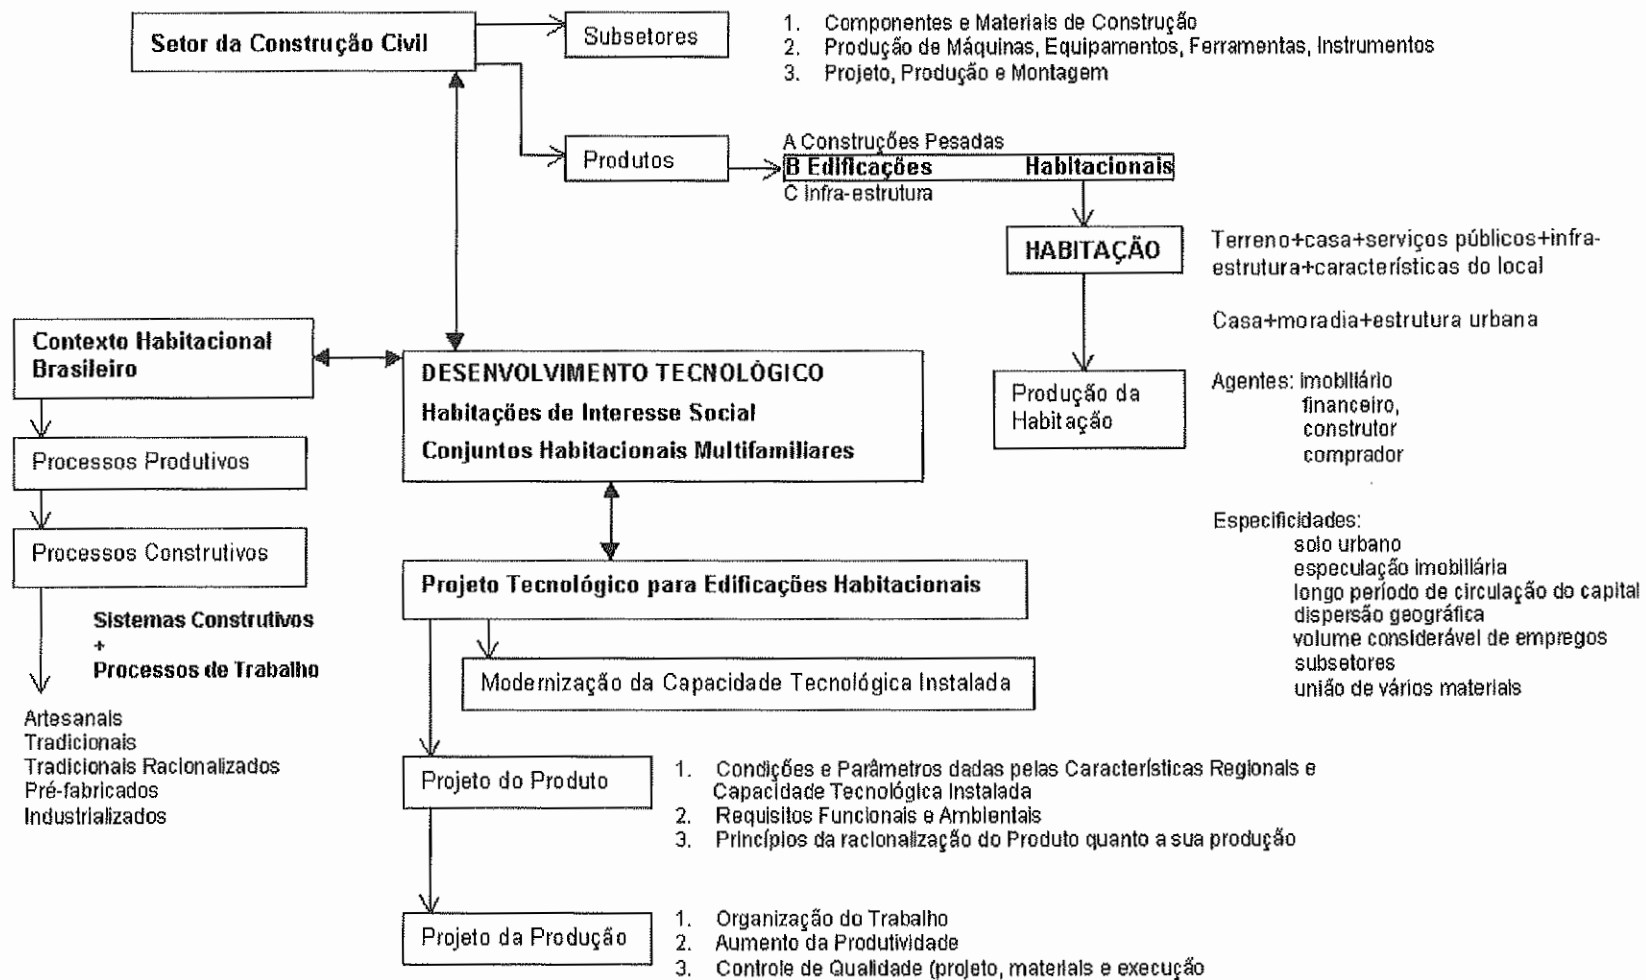 Setor da Construção Civil
Subsetores
1. Componentes e Materiais de Construção
2. Produção de Máquinas, Equipamentos, Ferramentas, Instrumentos
3. Projeto, Produção e Montagem
Produtos
A Construções Pesadas
B Edificações Habitacionais
C Infra-estrutura
HABITAÇÃO
Terreno+casa+serviços públicos+infra-
estrutura+características do local
Casa+moradia+estrutura urbana
Produção da
Habitação
Agentes: imobiliário
financeiro,
construtor
comprador
Especificidades:
solo urbano
especulação imobiliária
longo período de circulação do capital
dispersão geográfica
volume considerável de empregos
subsetores
união de vários materiais
Contexto Habitacional
Brasileiro
DESENVOLVIMENTO TECNOLÓGICO
Habitações de Interesse Social
Conjuntos Habitacionais Multifamiliares
Processos Produtivos
Processos Construtivos
Sistemas Construtivos
+
Processos de Trabalho
Artesanais
Tradicionais
Tradicionais Racionalizados
Pré-fabricados
Industrializados
Projeto Tecnológico para Edificações Habitacionais
Modernização da Capacidade Tecnológica Instalada
Projeto do Produto
1. Condições e Parâmetros dadas pelas Características Regionais e
Capacidade Tecnológica Instalada
2. Requisitos Funcionais e Ambientais
3. Princípios da racionalização do Produto quanto a sua produção
Projeto da Produção
1. Organização do Trabalho
2. Aumento da Produtividade
3. Controle de Qualidade (projeto, materiais e execução